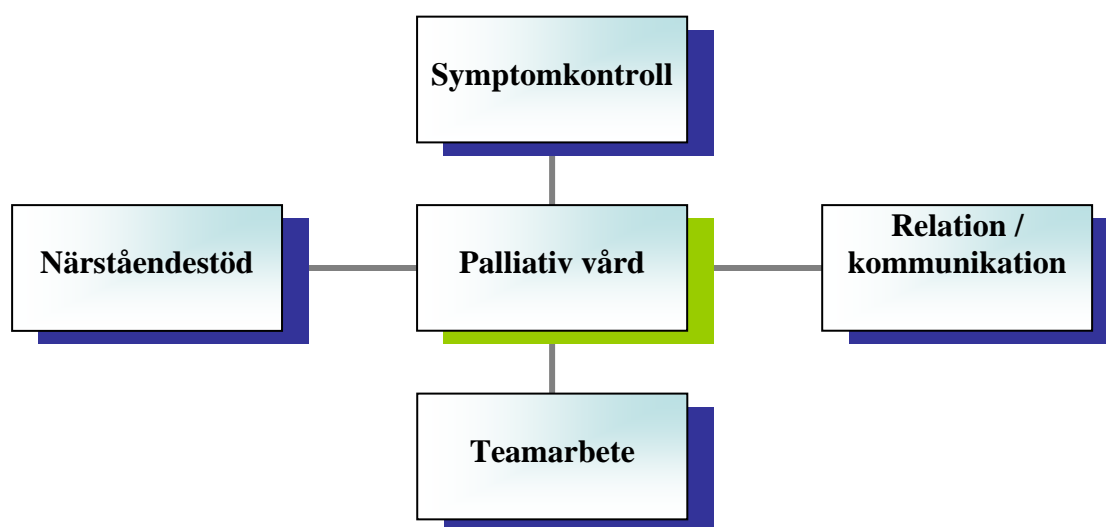 Symptomkontroll
Närståendestöd
Palliativ vård
Relation /
kommunikation
Teamarbete